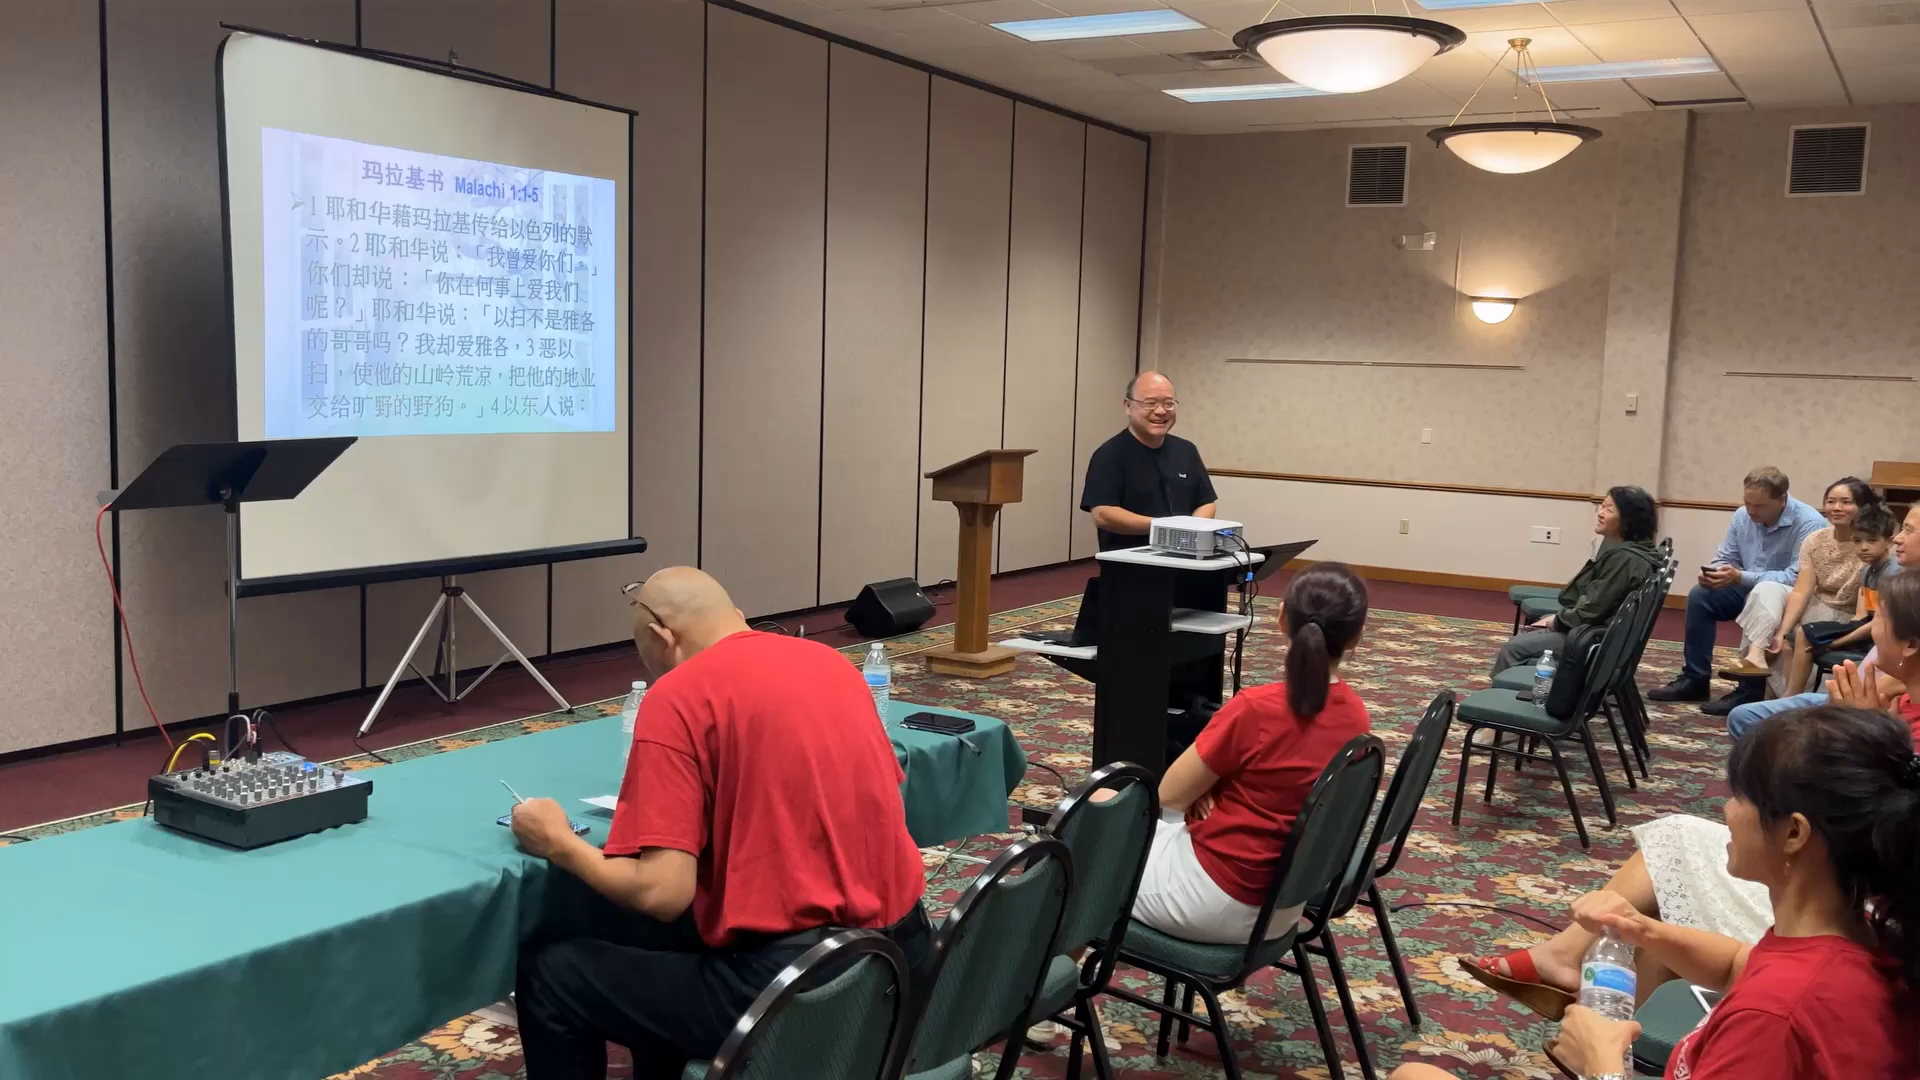 玛拉基书 Malachi 1:1-5
1 耶和华藉玛拉基传给以色列的默
示。2 耶和华说：「我曾爱你们。」
你们却说：「你在何事上爱我们
呢？」耶和华说：「以扫不是雅各
的哥哥吗？我却爱雅各，3 恶以
扫，使他的山岭荒凉，把他的地业
交给旷野的野狗。」4 以东人说：